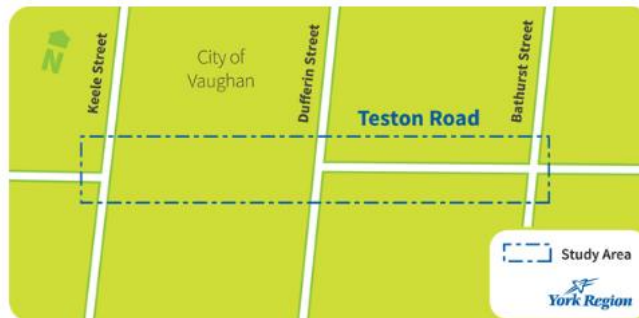 N
Keele Street
City of
Vaughan
Dufferin Street
Teston Road
Bathurst Street
Study Area
York Region